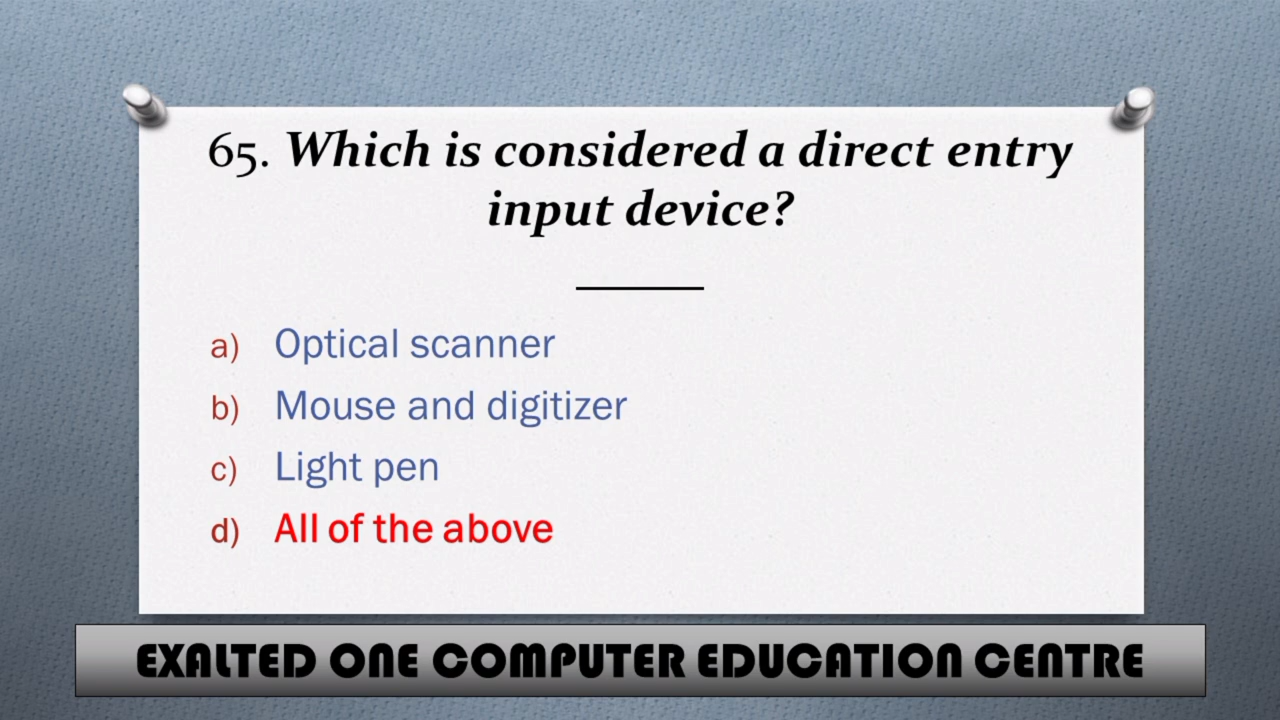 65. Which is considered a direct entry
input device?
a) Optical scanner
b) Mouse and digitizer
c) Light pen
d) All of the above
EXALTED ONE COMPUTER EDUCATION CENTRE